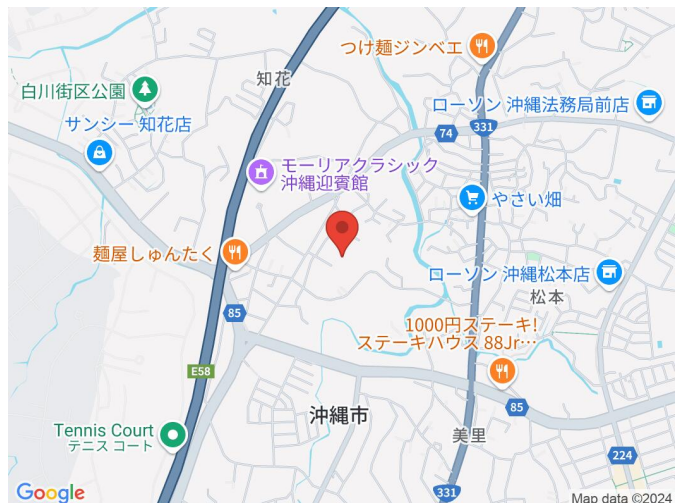 つけ麺ジンベエ
知花
白川街区公園
ローソン 沖縄法務局前店
サンシー 知花店
74
331
モーリアクラシック
沖縄迎賓館
やさい畑
麺屋しゅんたく
ローソン 沖縄松本店
松本
85
1000円ステーキ!
ステーキハウス 88Jr…
E58
85
沖縄市
Tennis Court
テニス コート
美里
224
331
Google
Map data ©2024